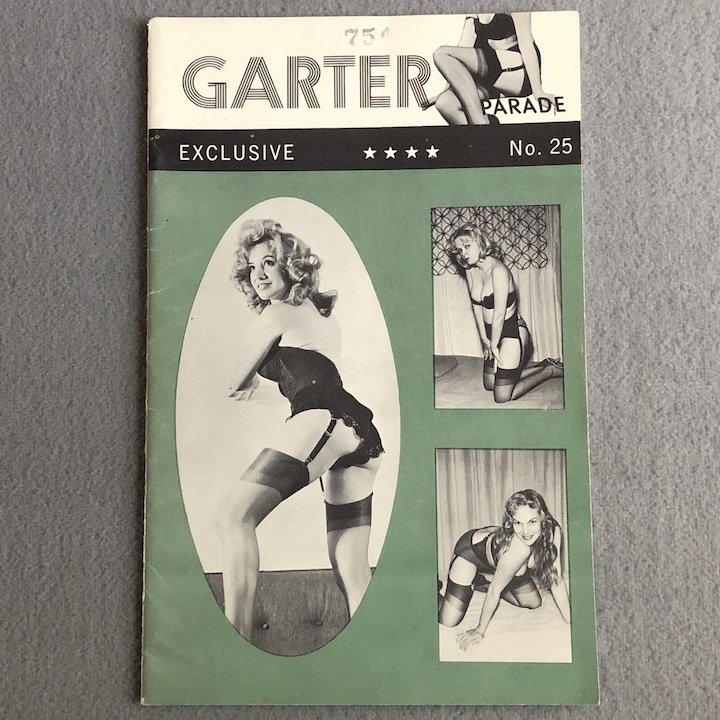 75¢
GARTER
PARADE
EXCLUSIVE ★★★★ No. 25